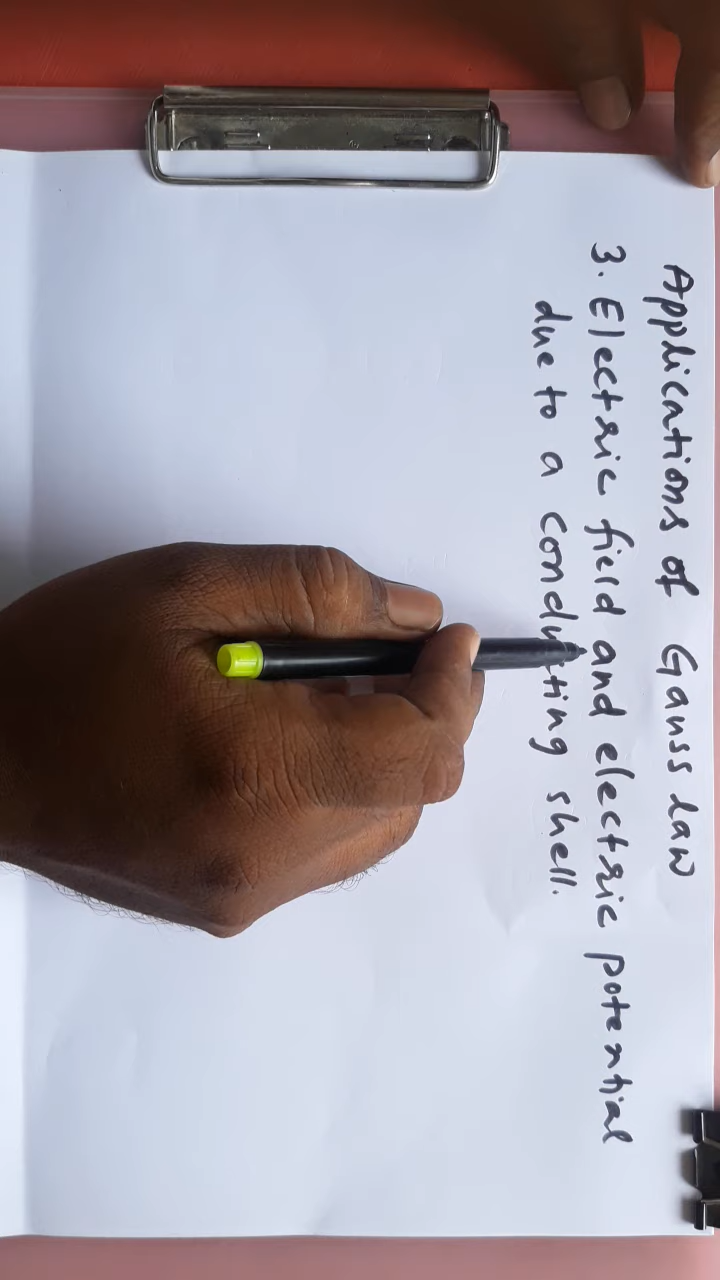 Applications of Gauss law
3. Electric field and electric potential
due to a conducting shell.